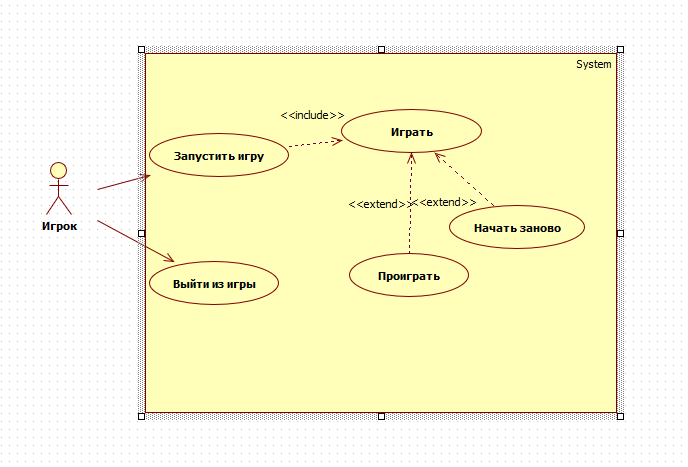 System
<<include>>
Играть
Запустить игру
Игрок
<<extend>>
<<extend>>
Начать заново
Проиграть
Выйти из игры